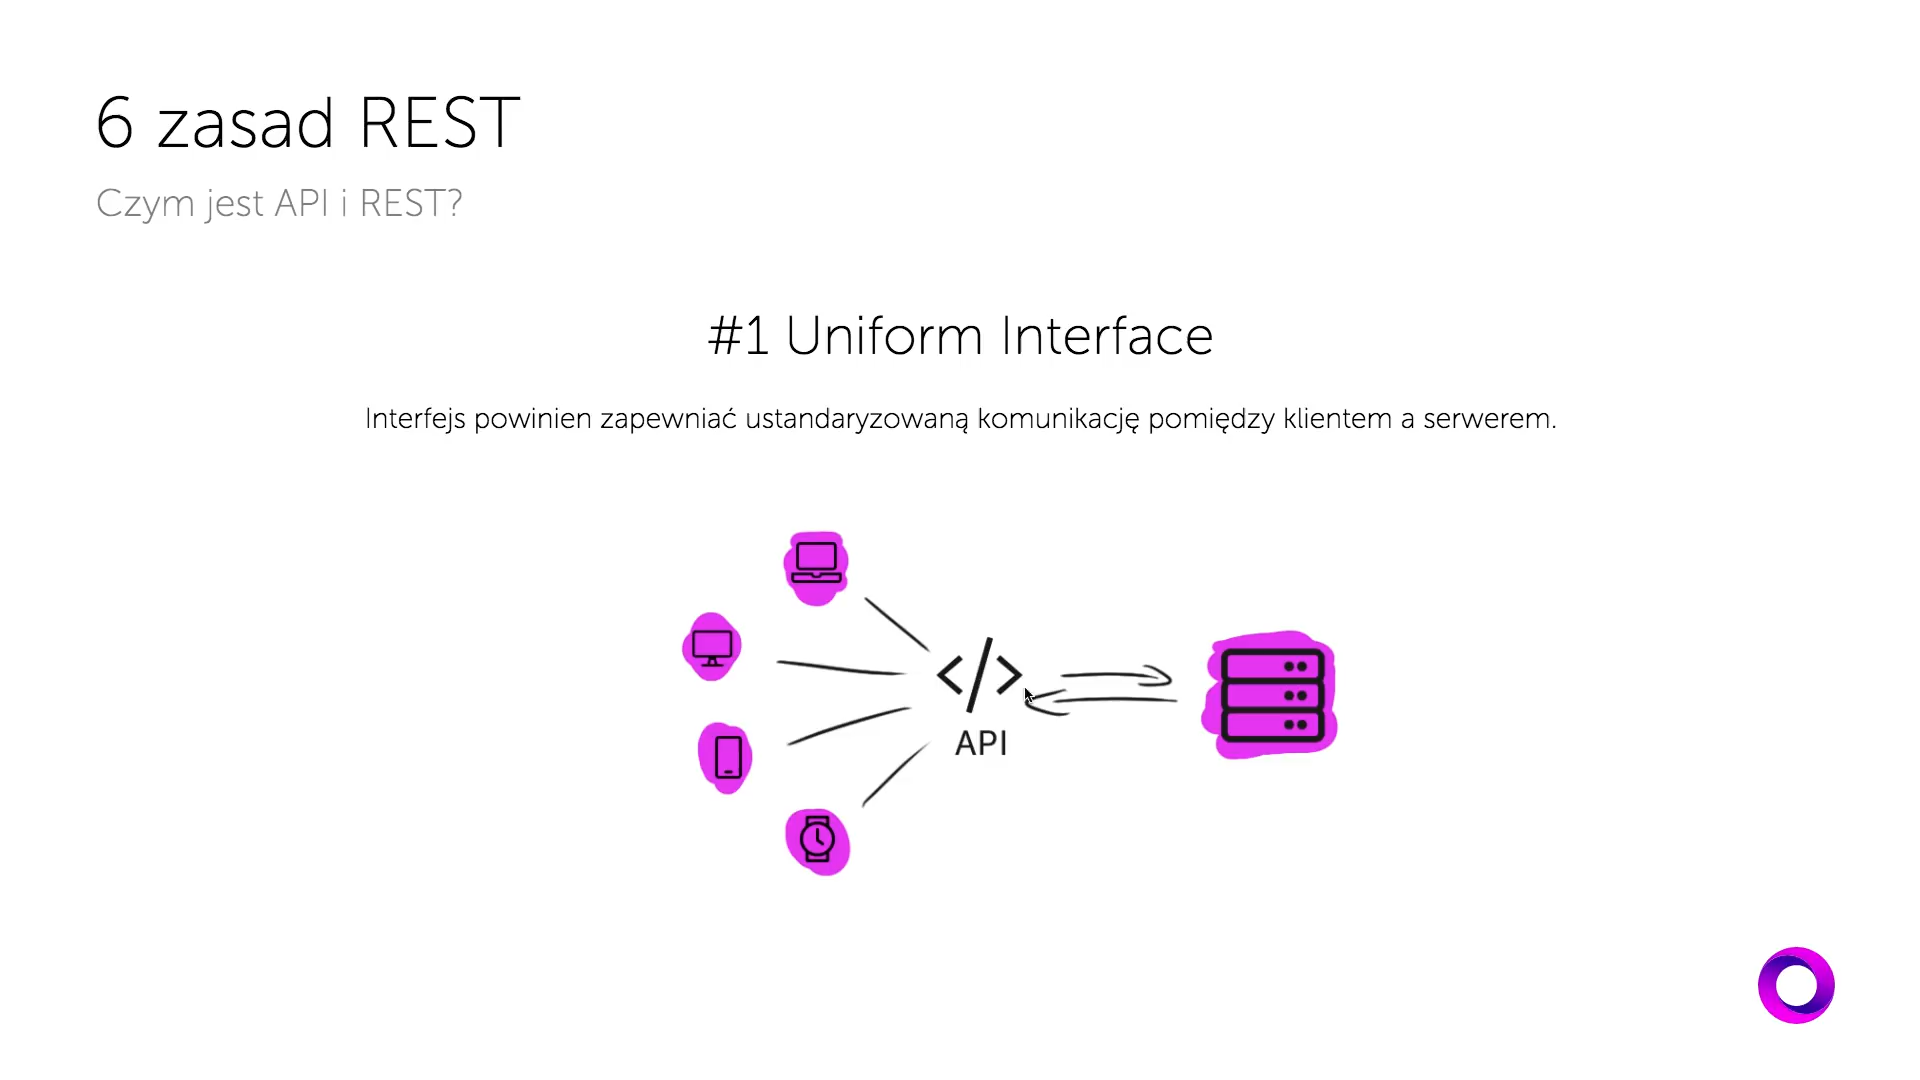 6 zasad REST
Czym jest API i REST?
#1 Uniform Interface
Interfejs powinien zapewniać ustandaryzowaną komunikację pomiędzy klientem a serwerem.
</>
API